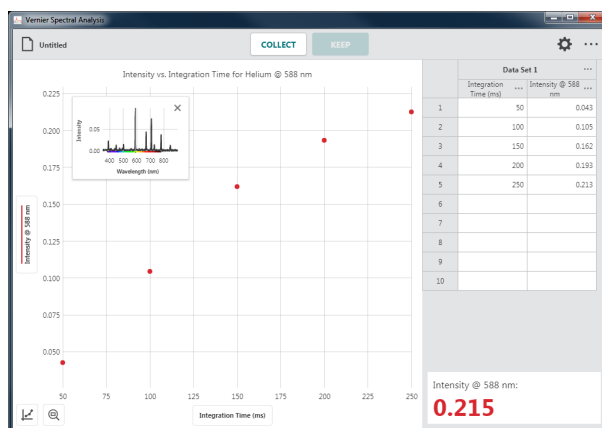 Vernier Spectral Analysis
Untitled
COLLECT
KEEP
Intensity vs. Integration Time for Helium @ 588 nm
0.225
0.200
0.175
0.150
0.125
0.100
0.075
0.050
Intensity @ 588 nm
Intensity
0.05
0.00
400 500 600 700 800
Wavelength (nm)
50 75 100 125 150 175 200 225 250
Integration Time (ms)
Data Set 1 ...
Integration Time (ms) ... Intensity @ 588 nm ...
1 50 0.043
2 100 0.105
3 150 0.162
4 200 0.193
5 250 0.213
6
7
8
9
10
Intensity @ 588 nm:
0.215